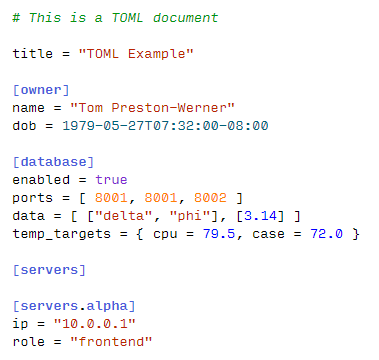 # This is a TOML document
title = "TOML Example"
[owner]
name = "Tom Preston-Werner"
dob = 1979-05-27T07:32:00-08:00
[database]
enabled = true
ports = [ 8001, 8001, 8002 ]
data = [ ["delta", "phi"], [3.14] ]
temp_targets = { cpu = 79.5, case = 72.0 }
[servers]
[servers.alpha]
ip = "10.0.0.1"
role = "frontend"